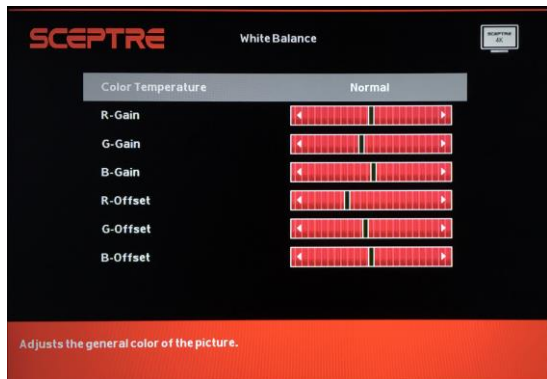 SCEPTRE
White Balance
SCEPTRE
4K
Color Temperature Normal
R-Gain
G-Gain
B-Gain
R-Offset
G-Offset
B-Offset
Adjusts the general color of the picture.